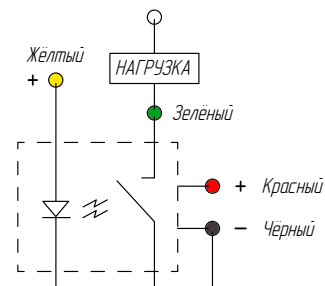 Жёлтый
+
НАГРУЗКА
Зелёный
+ Красный
− Чёрный